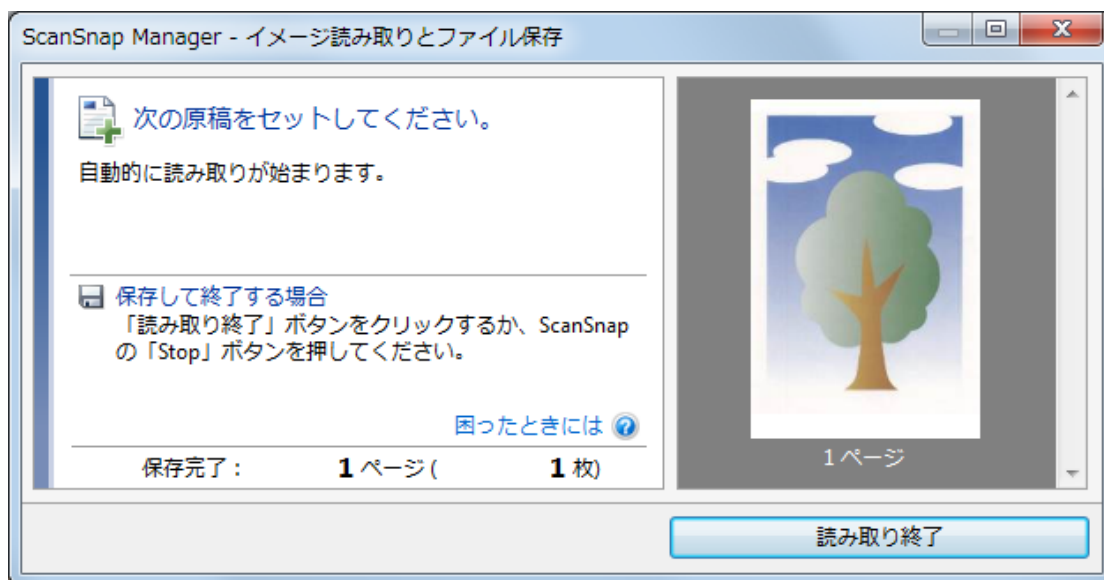 ScanSnap Manager - イメージ読み取りとファイル保存
次の原稿をセットしてください。
自動的に読み取りが始まります。
保存して終了する場合
「読み取り終了」ボタンをクリックするか、ScanSnap
の「Stop」ボタンを押してください。
困ったときには
保存完了： 1 ページ ( 1 枚)
1ページ
読み取り終了